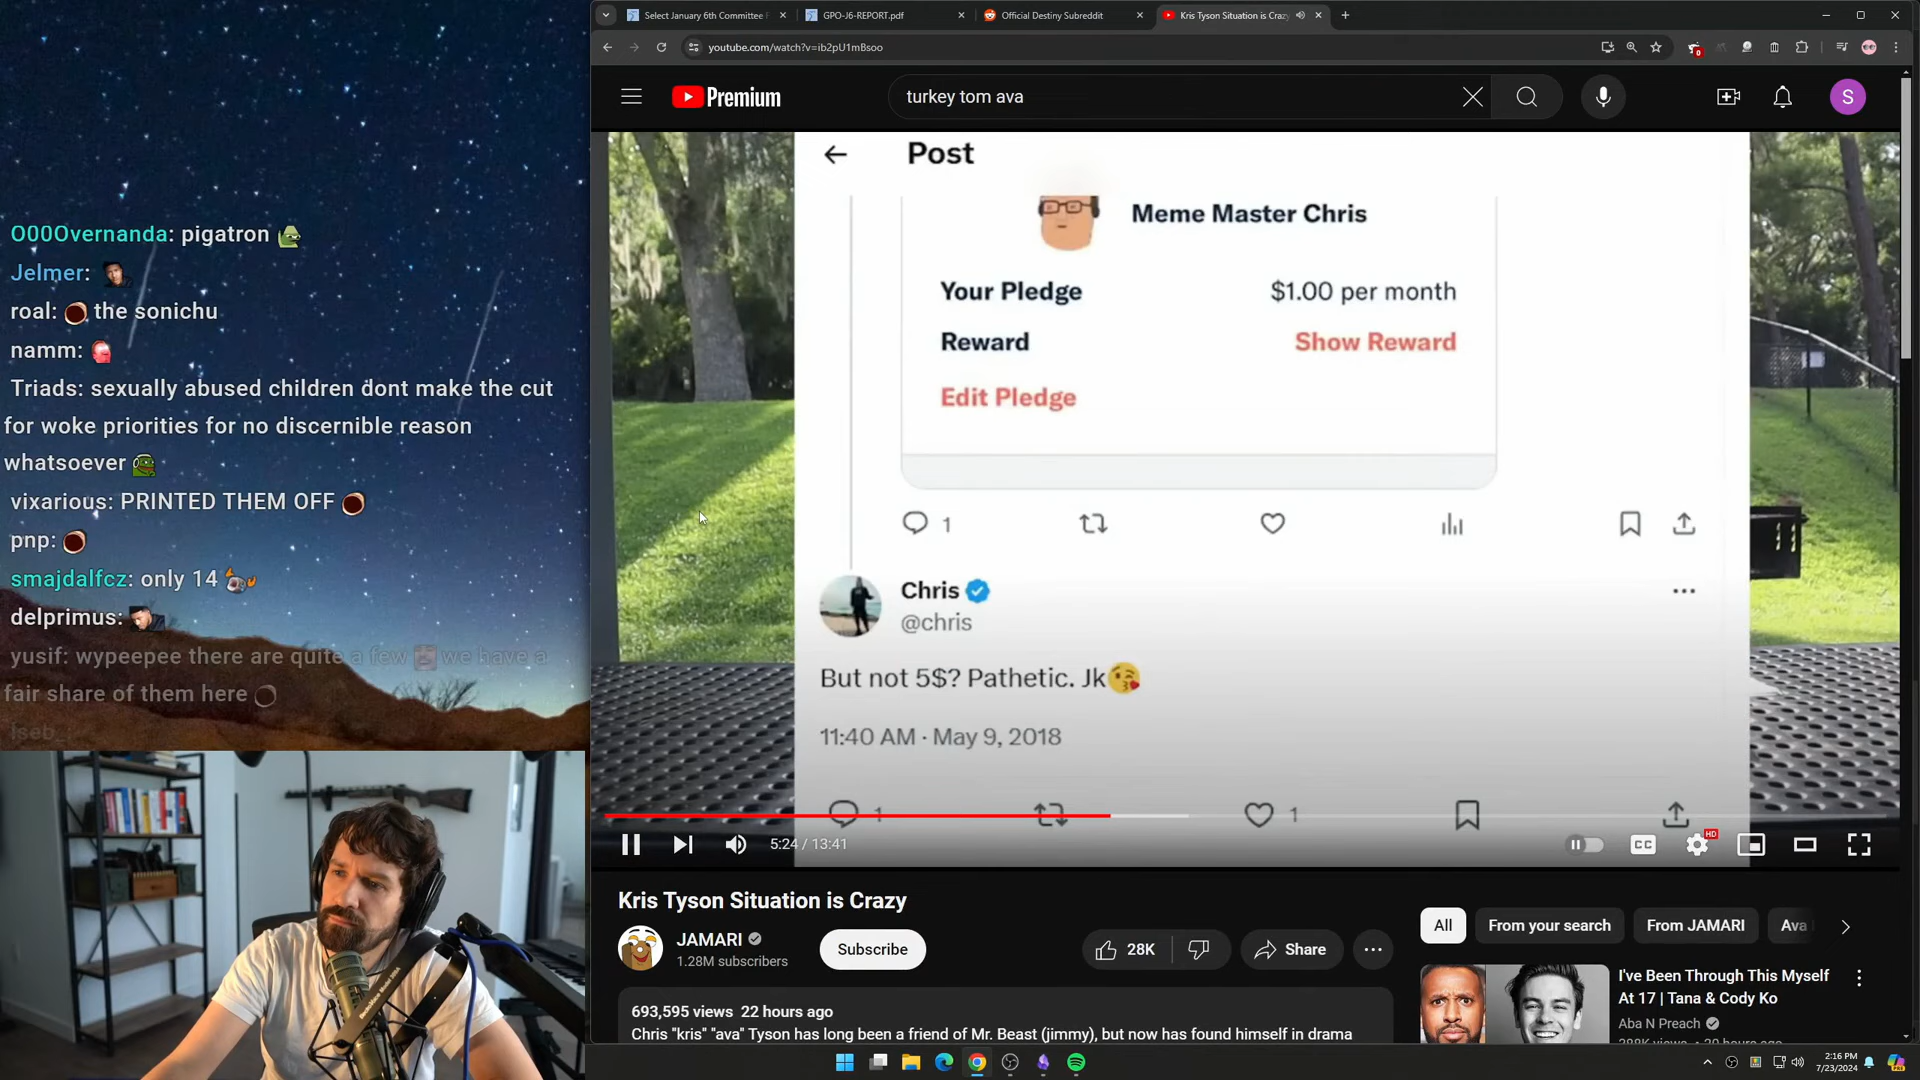 Select January 6th Committee
GPO-J6-REPORT.pdf
Official Destiny Subreddit
Kris Tyson Situation is Crazy
youtube.com/watch?v=ib2pU1mBsoo
0
Premium
turkey tom ava
S
Post
Meme Master Chris
Your Pledge
$1.00 per month
Reward
Show Reward
Edit Pledge
1
Chris
@chris
But not 5$? Pathetic. Jk😘
11:40 AM · May 9, 2018
1
1
5:24 / 13:41
CC
HD
Kris Tyson Situation is Crazy
JAMARI
1.28M subscribers
Subscribe
28K
Share
693,595 views 22 hours ago
Chris "kris" "ava" Tyson has long been a friend of Mr. Beast (jimmy), but now has found himself in drama
All
From your search
From JAMARI
Ava
I've Been Through This Myself
At 17 | Tana & Cody Ko
Aba N Preach
O00Overnanda: pigatron
Jelmer:
roal: the sonichu
namm:
Triads: sexually abused children dont make the cut
for woke priorities for no discernible reason
whatsoever
vixarious: PRINTED THEM OFF
pnp:
smajdalfcz: only 14
delprimus:
yusif: wypeepee there are quite a few we have a
fair share of them here
2:16 PM
7/23/2024